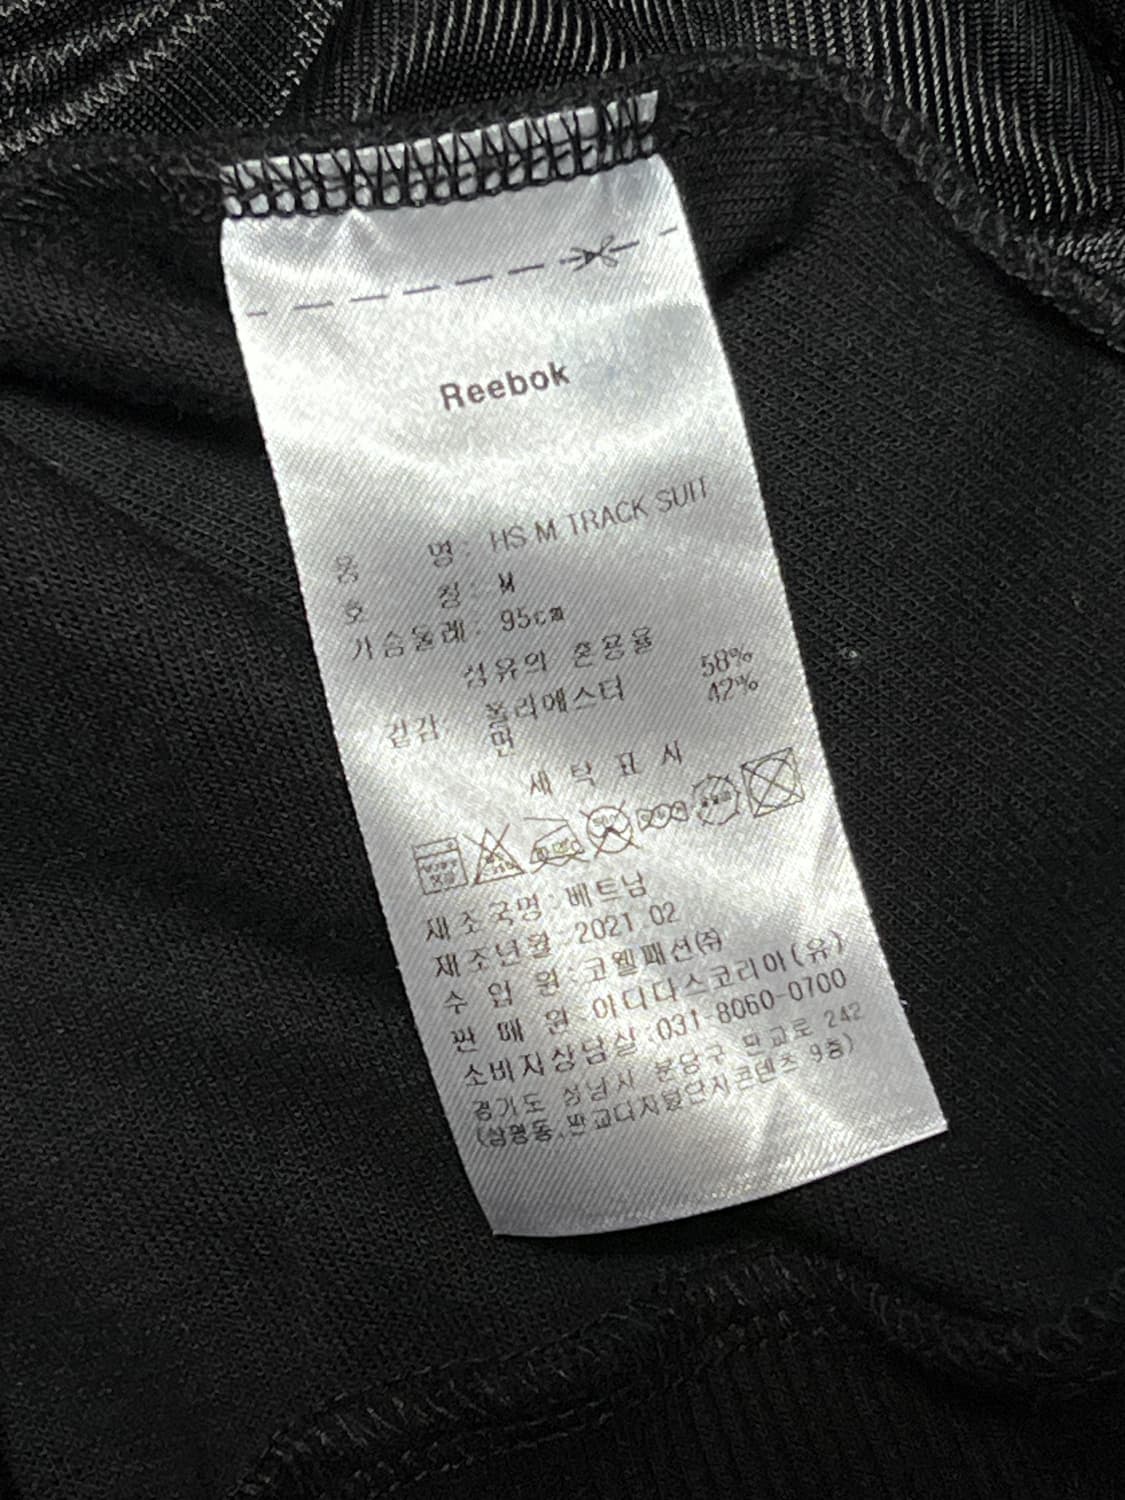 Reebok
품 명 : HS M TRACK SUIT
호 칭 : M
가슴둘레 : 95cm
섬유의 혼용율
겉감 폴리에스터 58%
면 42%
세 탁 표 시
제조국명 : 베트남
제조년월 : 2021.02
수 입 원 : 코웰패션(주)
판 매 원 : 아디다스코리아(유)
소비자상담실 : 031-8060-0700
경기도 성남시 분당구 판교로 242
(삼평동, 판교디지털단지콘텐츠 9층)